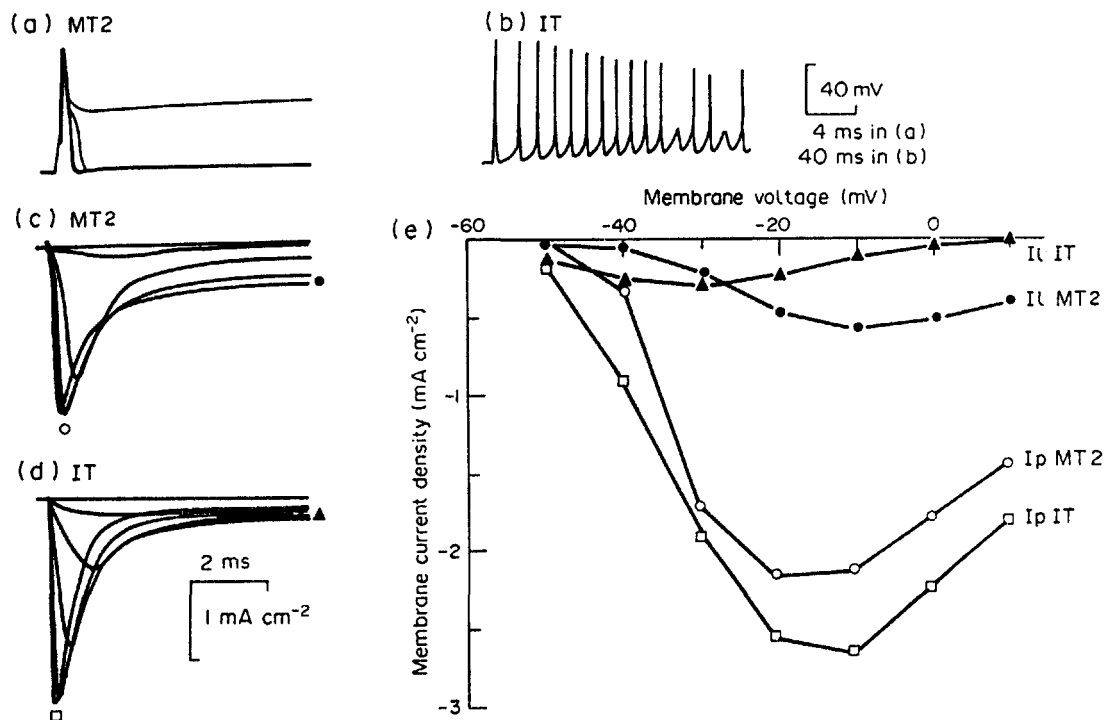 (a) MT2
(b) IT
40 mV
4 ms in (a)
40 ms in (b)
(c) MT2
(d) IT
2 ms
1 mA cm⁻²
(e)
Membrane voltage (mV)
-60
-40
-20
0
Membrane current density (mA cm⁻²)
-1
-2
-3
Il IT
Il MT2
Ip MT2
Ip IT